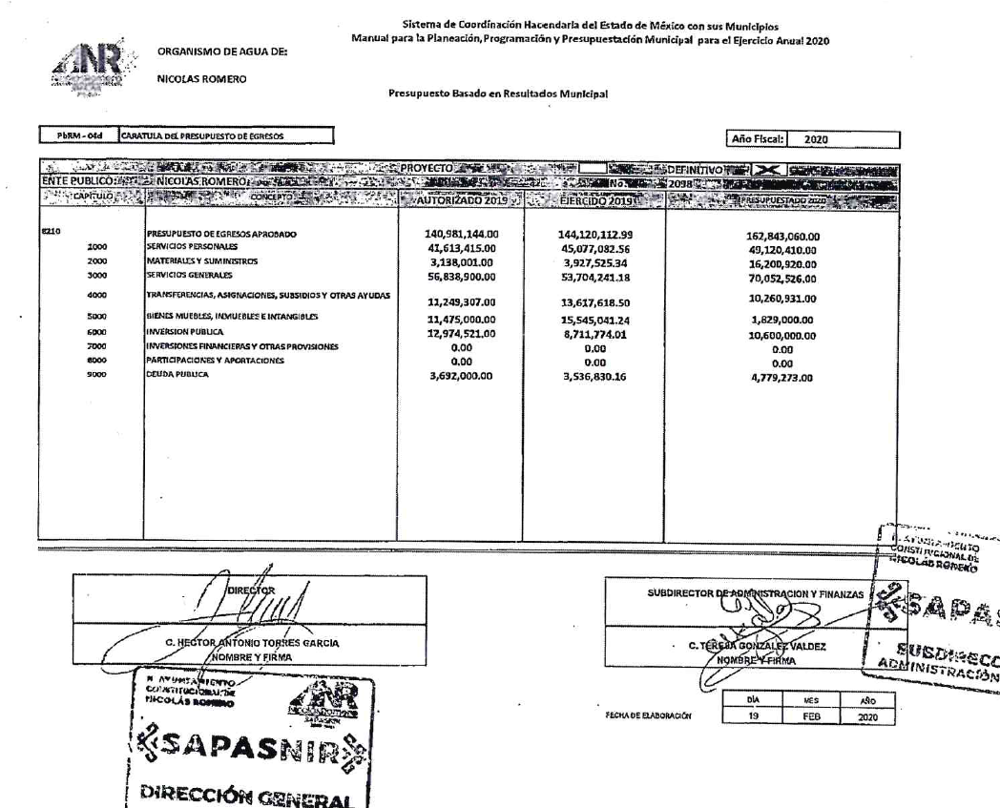 Sistema de Coordinación Hacendaria del Estado de México con sus Municipios
Manual para la Planeación, Programación y Presupuestación Municipal para el Ejercicio Anual 2020
ANR
ORGANISMO DE AGUA DE:
NICOLAS ROMERO
Presupuesto Basado en Resultados Municipal
PbRM - 04d CARATULA DEL PRESUPUESTO DE EGRESOS
Año Fiscal: 2020
PROYECTO DEFINITIVO X
ENTE PUBLICO: NICOLAS ROMERO No. 2098
CAPITULO CONCEPTO AUTORIZADO 2019 EJERCIDO 2019 PRESUPUESTADO 2020
8210 PRESUPUESTO DE EGRESOS APROBADO 140,981,144.00 144,120,112.99 162,843,060.00
1000 SERVICIOS PERSONALES 41,613,415.00 45,077,082.56 49,120,410.00
2000 MATERIALES Y SUMINISTROS 3,138,001.00 3,927,525.34 16,200,920.00
3000 SERVICIOS GENERALES 56,838,900.00 53,704,241.18 70,052,526.00
4000 TRANSFERENCIAS, ASIGNACIONES, SUBSIDIOS Y OTRAS AYUDAS 11,249,307.00 13,617,618.50 10,260,931.00
5000 BIENES MUEBLES, INMUEBLES E INTANGIBLES 11,475,000.00 15,545,041.24 1,829,000.00
6000 INVERSION PUBLICA 12,974,521.00 8,711,774.01 10,600,000.00
7000 INVERSIONES FINANCIERAS Y OTRAS PROVISIONES 0.00 0.00 0.00
8000 PARTICIPACIONES Y APORTACIONES 0.00 0.00 0.00
9000 DEUDA PUBLICA 3,692,000.00 3,536,830.16 4,779,273.00
DIRECTOR
C. HECTOR ANTONIO TORRES GARCIA
NOMBRE Y FIRMA
SUBDIRECTOR DE ADMINISTRACION Y FINANZAS
C. TERESA GONZALEZ VALDEZ
NOMBRE Y FIRMA
H. AYUNTAMIENTO
CONSTITUCIONAL DE
NICOLÁS ROMERO
SAPAS
SUBDIRECC
ADMINISTRACIÓN
FECHA DE ELABORACIÓN
DÍA MES AÑO
19 FEB 2020
H. AYUNTAMIENTO
CONSTITUCIONAL DE
NICOLÁS ROMERO
ANR
SAPASNIR
DIRECCIÓN GENERAL